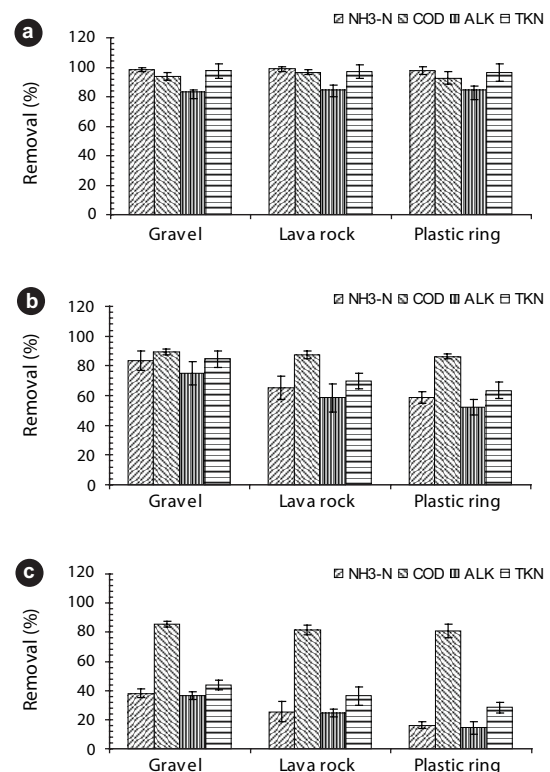 a
NH3-N COD ALK TKN
Removal (%)
120
100
80
60
40
20
0
Gravel Lava rock Plastic ring
b
NH3-N COD ALK TKN
Removal (%)
120
100
80
60
40
20
0
Gravel Lava rock Plastic ring
c
NH3-N COD ALK TKN
Removal (%)
120
100
80
60
40
20
0
Gravel Lava rock Plastic ring